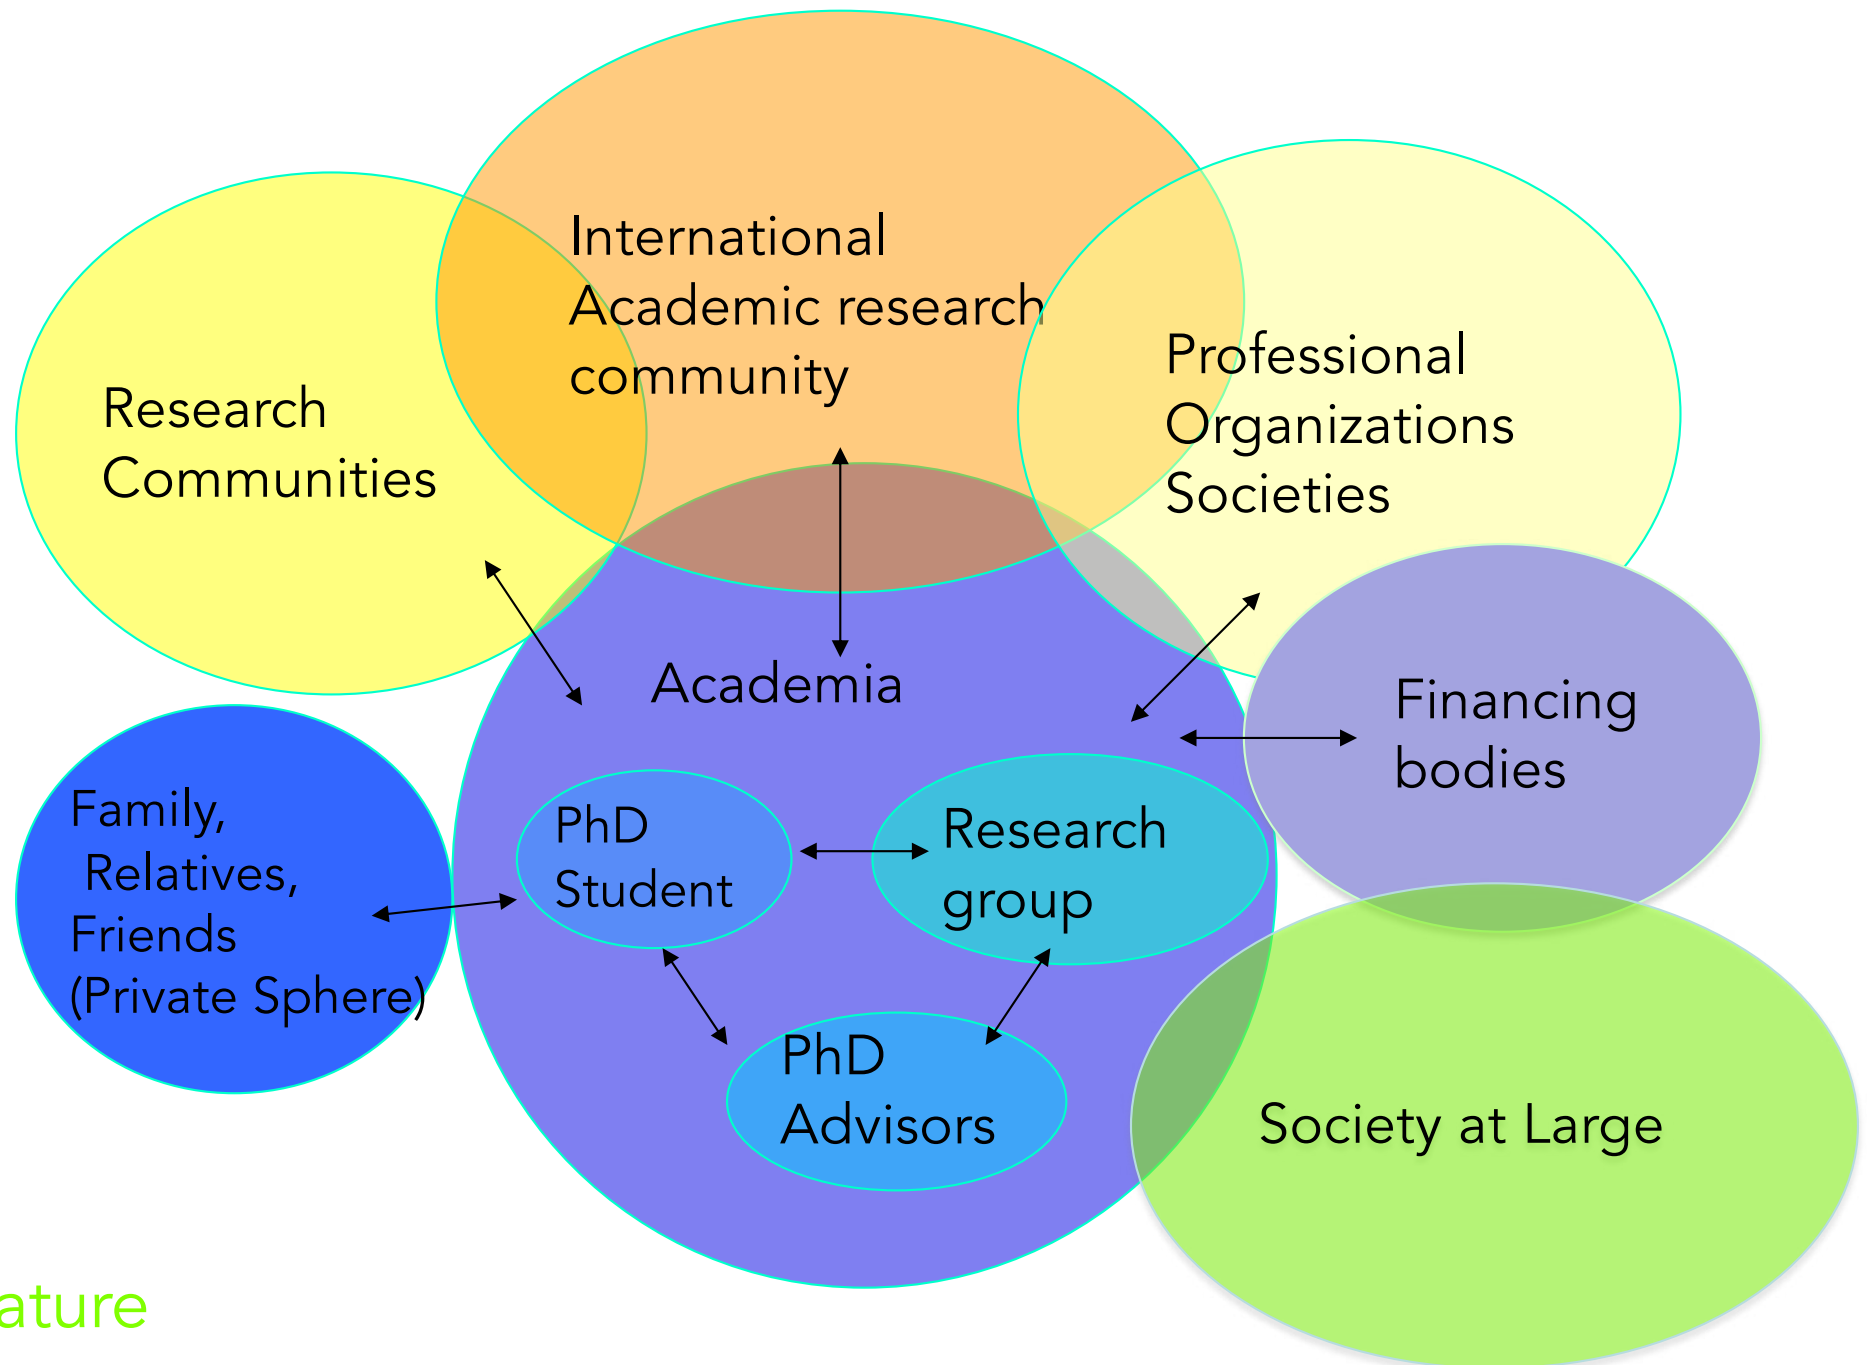 International
Academic research
community
Professional
Organizations
Societies
Research
Communities
Academia
Financing
bodies
Family,
Relatives,
Friends
(Private Sphere)
PhD
Student
Research
group
PhD
Advisors
Society at Large
ature